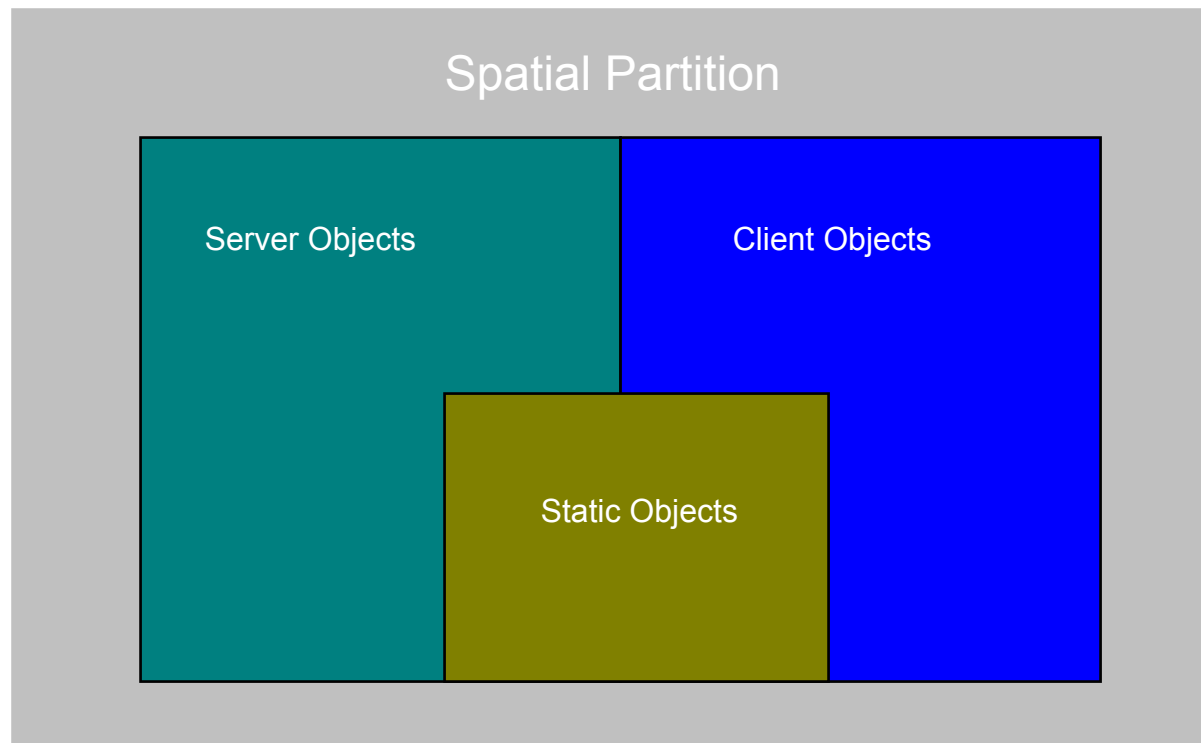 Spatial Partition
Server Objects
Client Objects
Static Objects